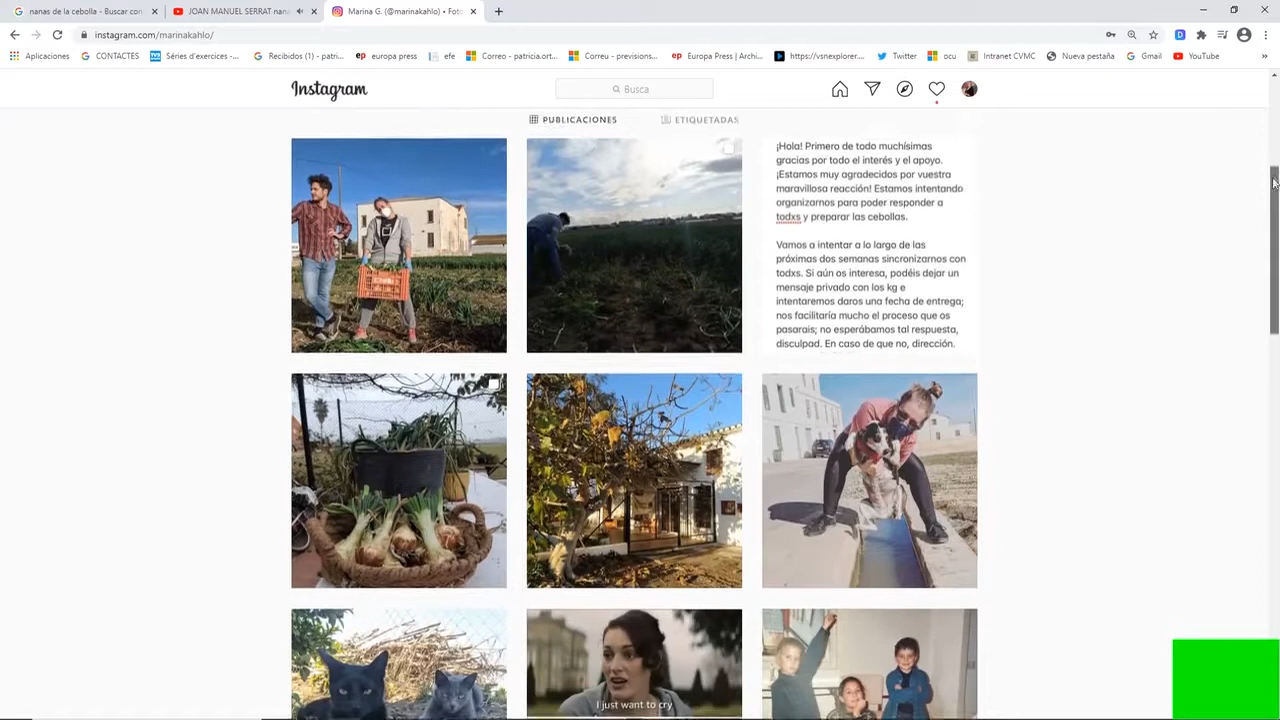 nanas de la cebolla - Buscar con
JOAN MANUEL SERRAT nana
Marina G. (@marinakahlo) • Foto
instagram.com/marinakahlo/
Aplicaciones
CONTACTES
Séries d'exercices -...
Recibidos (1) - patri...
europa press
efe
Correo - patricia.ort...
Correu - previsions...
Europa Press | Archi...
https://vsnexplorer...
Twitter
ocu
Intranet CVMC
Nueva pestaña
Gmail
YouTube
»
Instagram
Busca
PUBLICACIONES
ETIQUETADAS
¡Hola! Primero de todo muchísimas
gracias por todo el interés y el apoyo.
¡Estamos muy agradecidos por vuestra
maravillosa reacción! Estamos intentando
organizarnos para poder responder a
todxs y preparar las cebollas.
Vamos a intentar a lo largo de las
próximas dos semanas sincronizarnos con
todxs. Si aún os interesa, podéis dejar un
mensaje privado con los kg e
intentaremos daros una fecha de entrega;
nos facilitaría mucho el proceso que os
pasarais; no esperábamos tal respuesta,
disculpad. En caso de que no, dirección.
I just want to cry